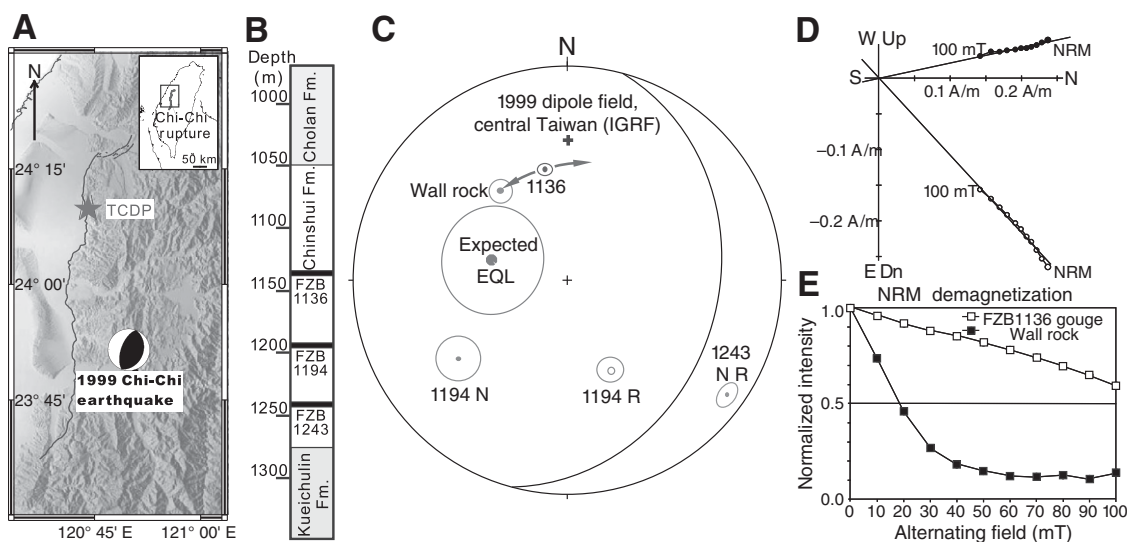 A
N
Chi-Chi
rupture
50 km
24° 15'
TCDP
24° 00'
1999 Chi-Chi
earthquake
23° 45'
120° 45' E
121° 00' E
B
Depth
(m)
1000
1050
1100
1150
1200
1250
1300
Cholan Fm.
Chinshui Fm.
FZB
1136
FZB
1194
FZB
1243
Kueichulin
Fm.
C
N
1999 dipole field,
central Taiwan (IGRF)
Wall rock
1136
Expected
EQL
1194 N
1194 R
1243
N R
D
W Up
100 mT
NRM
S
N
0.1 A/m
0.2 A/m
–0.1 A/m
100 mT
–0.2 A/m
E Dn
NRM
E
NRM demagnetization
FZB1136 gouge
Wall rock
Normalized intensity
1.0
0.5
0.0
0 10 20 30 40 50 60 70 80 90 100
Alternating field (mT)